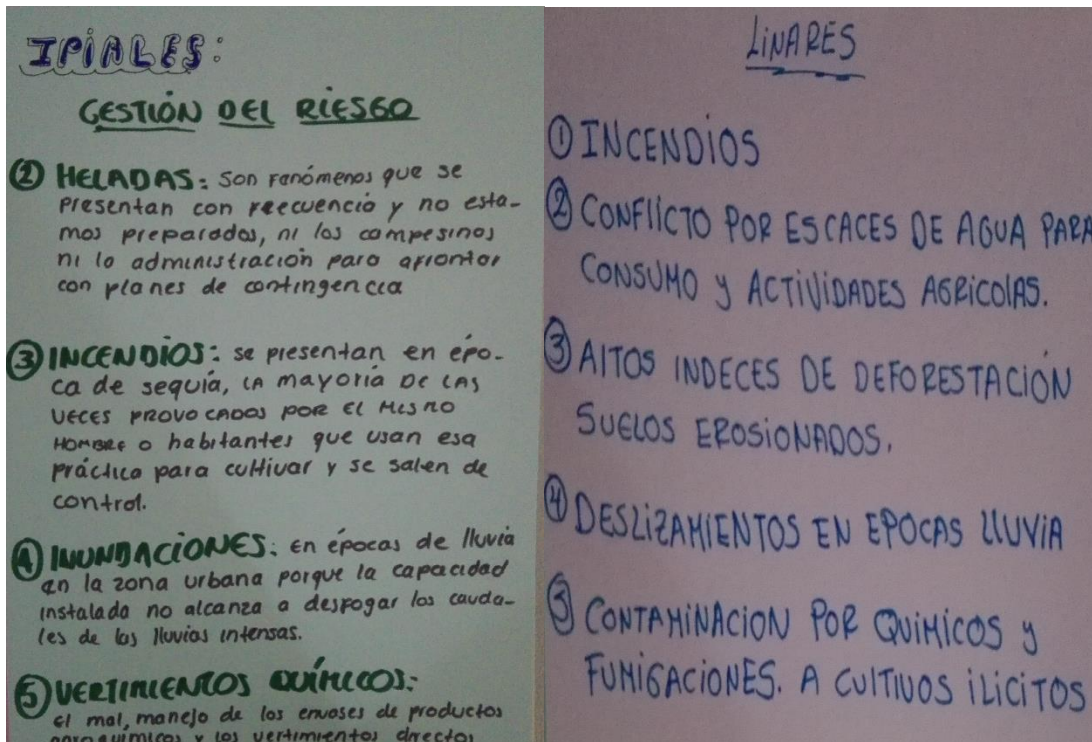 IPIALES:
GESTIÓN DEL RIESGO
② HELADAS: Son fenómenos que se
presentan con frecuencia y no esta-
mos preparados, ni los campesinos
ni la administración para afrontar
con planes de contingencia
③ INCENDIOS: se presentan en épo-
ca de sequía, la mayoría DE LAS
VECES PROVOCADOS POR EL MISMO
HOMBRE o habitantes que usan esa
práctica para cultivar y se salen de
control.
④ INUNDACIONES: En épocas de lluvia
en la zona urbana porque la capacidad
instalada no alcanza a desfogar los cauda-
les de las lluvias intensas.
⑤ VERTIMIENTOS QUÍMICOS:
el mal, manejo de los envases de productos
agroquímicos y los vertimientos directos
LINARES
① INCENDIOS
② CONFLICTO POR ESCACES DE AGUA PARA
CONSUMO y ACTIVIDADES AGRICOLAS.
③ ALTOS INDECES DE DEFORESTACIÓN
SUELOS EROSIONADOS.
④ DESLIZAMIENTOS EN EPOCAS LLUVIA
⑤ CONTAMINACION POR QUIMICOS y
FUMIGACIONES. A CULTIVOS ILICITOS